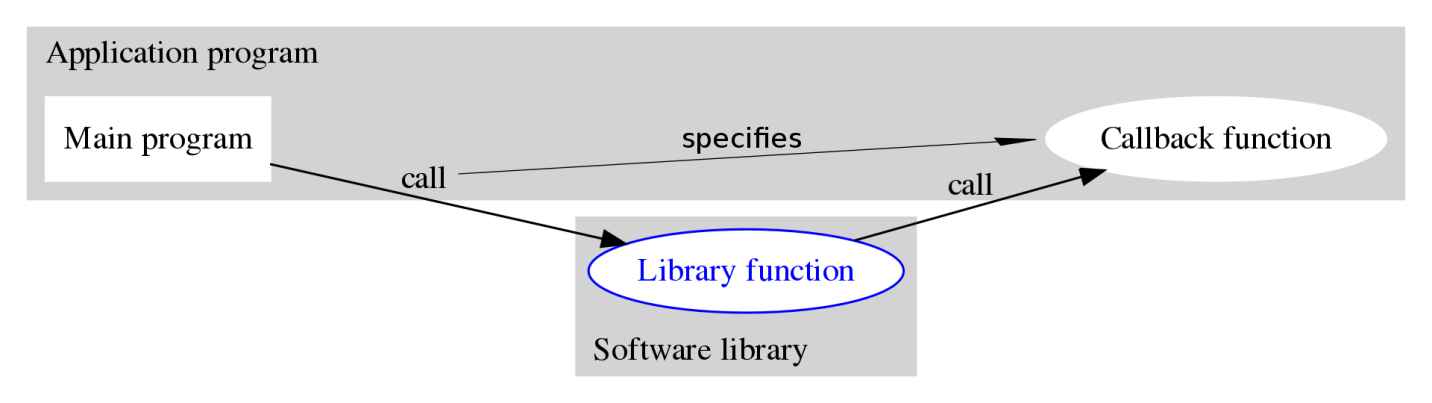 Application program
Main program
specifies
Callback function
call
call
Library function
Software library